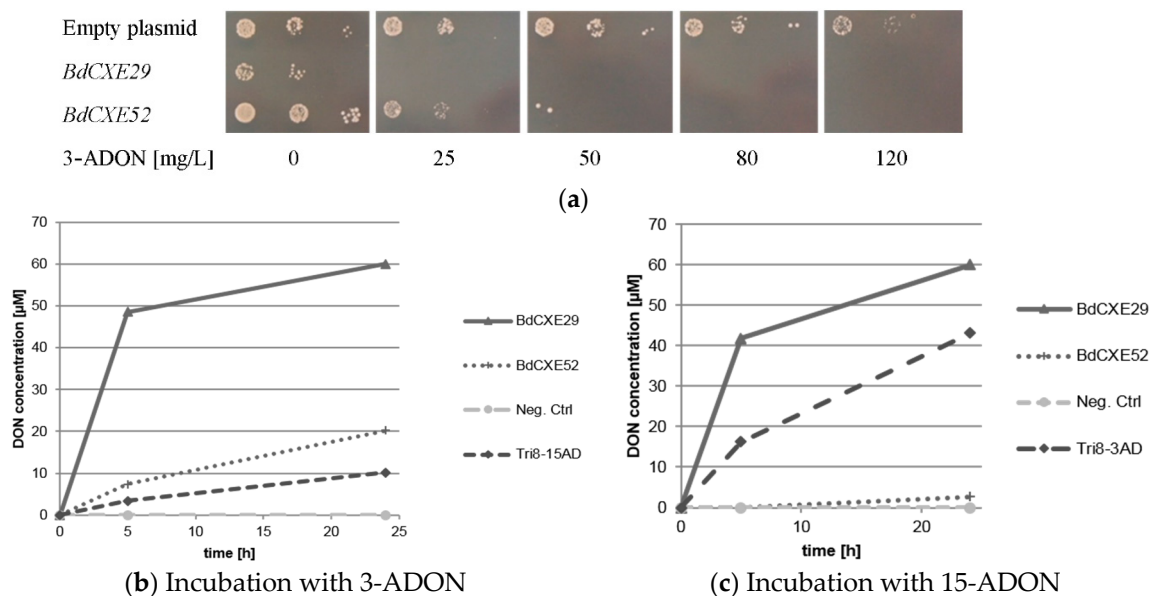 (a)
Empty plasmid
BdCXE29
BdCXE52
3-ADON [mg/L] 0 25 50 80 120
(a)
70
60
50
40
30
20
10
0
DON concentration [µM]
0 5 10 15 20 25
time [h]
BdCXE29
BdCXE52
Neg. Ctrl
Tri8-15AD
(b) Incubation with 3-ADON
70
60
50
40
30
20
10
0
DON concentration [µM]
0 10 20
time [h]
BdCXE29
BdCXE52
Neg. Ctrl
Tri8-3AD
(c) Incubation with 15-ADON